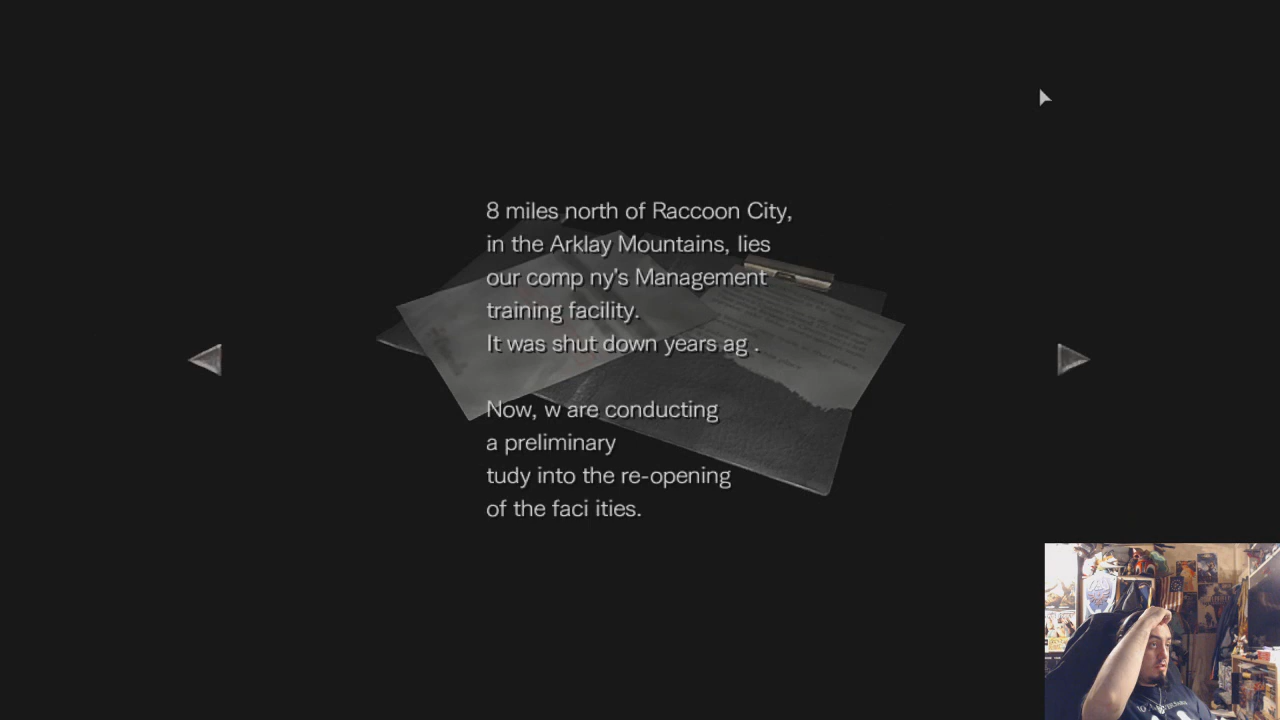 8 miles north of Raccoon City,
in the Arklay Mountains, lies
our comp ny's Management
training facility.
It was shut down years ag .
Now, w are conducting
a preliminary
tudy into the re-opening
of the faci ities.